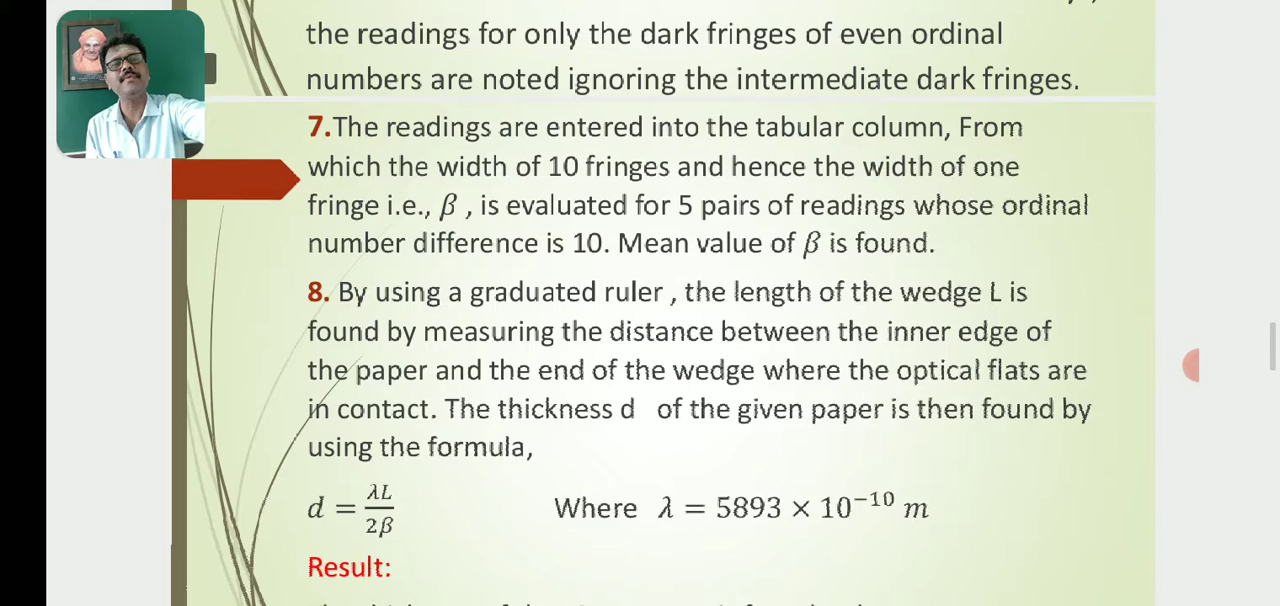 the readings for only the dark fringes of even ordinal
numbers are noted ignoring the intermediate dark fringes.
7.The readings are entered into the tabular column, From
which the width of 10 fringes and hence the width of one
fringe i.e., β , is evaluated for 5 pairs of readings whose ordinal
number difference is 10. Mean value of β is found.
8. By using a graduated ruler , the length of the wedge L is
found by measuring the distance between the inner edge of
the paper and the end of the wedge where the optical flats are
in contact. The thickness d of the given paper is then found by
using the formula,
d = λL / 2β Where λ = 5893 × 10⁻¹⁰ m
Result: